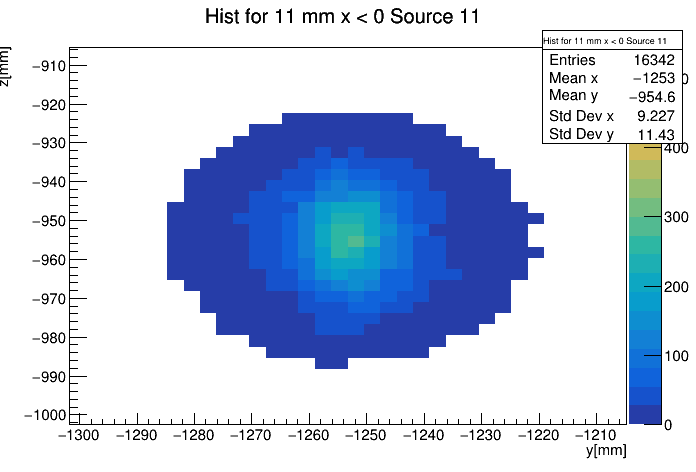 Hist for 11 mm x < 0 Source 11
z[mm]
Hist for 11 mm x < 0 Source 11
Entries 16342
Mean x −1253
Mean y −954.6
Std Dev x 9.227
Std Dev y 11.43
−910
−920
−930
−940
−950
−960
−970
−980
−990
−1000
−1300 −1290 −1280 −1270 −1260 −1250 −1240 −1230 −1220 −1210
y[mm]
400
300
200
100
0